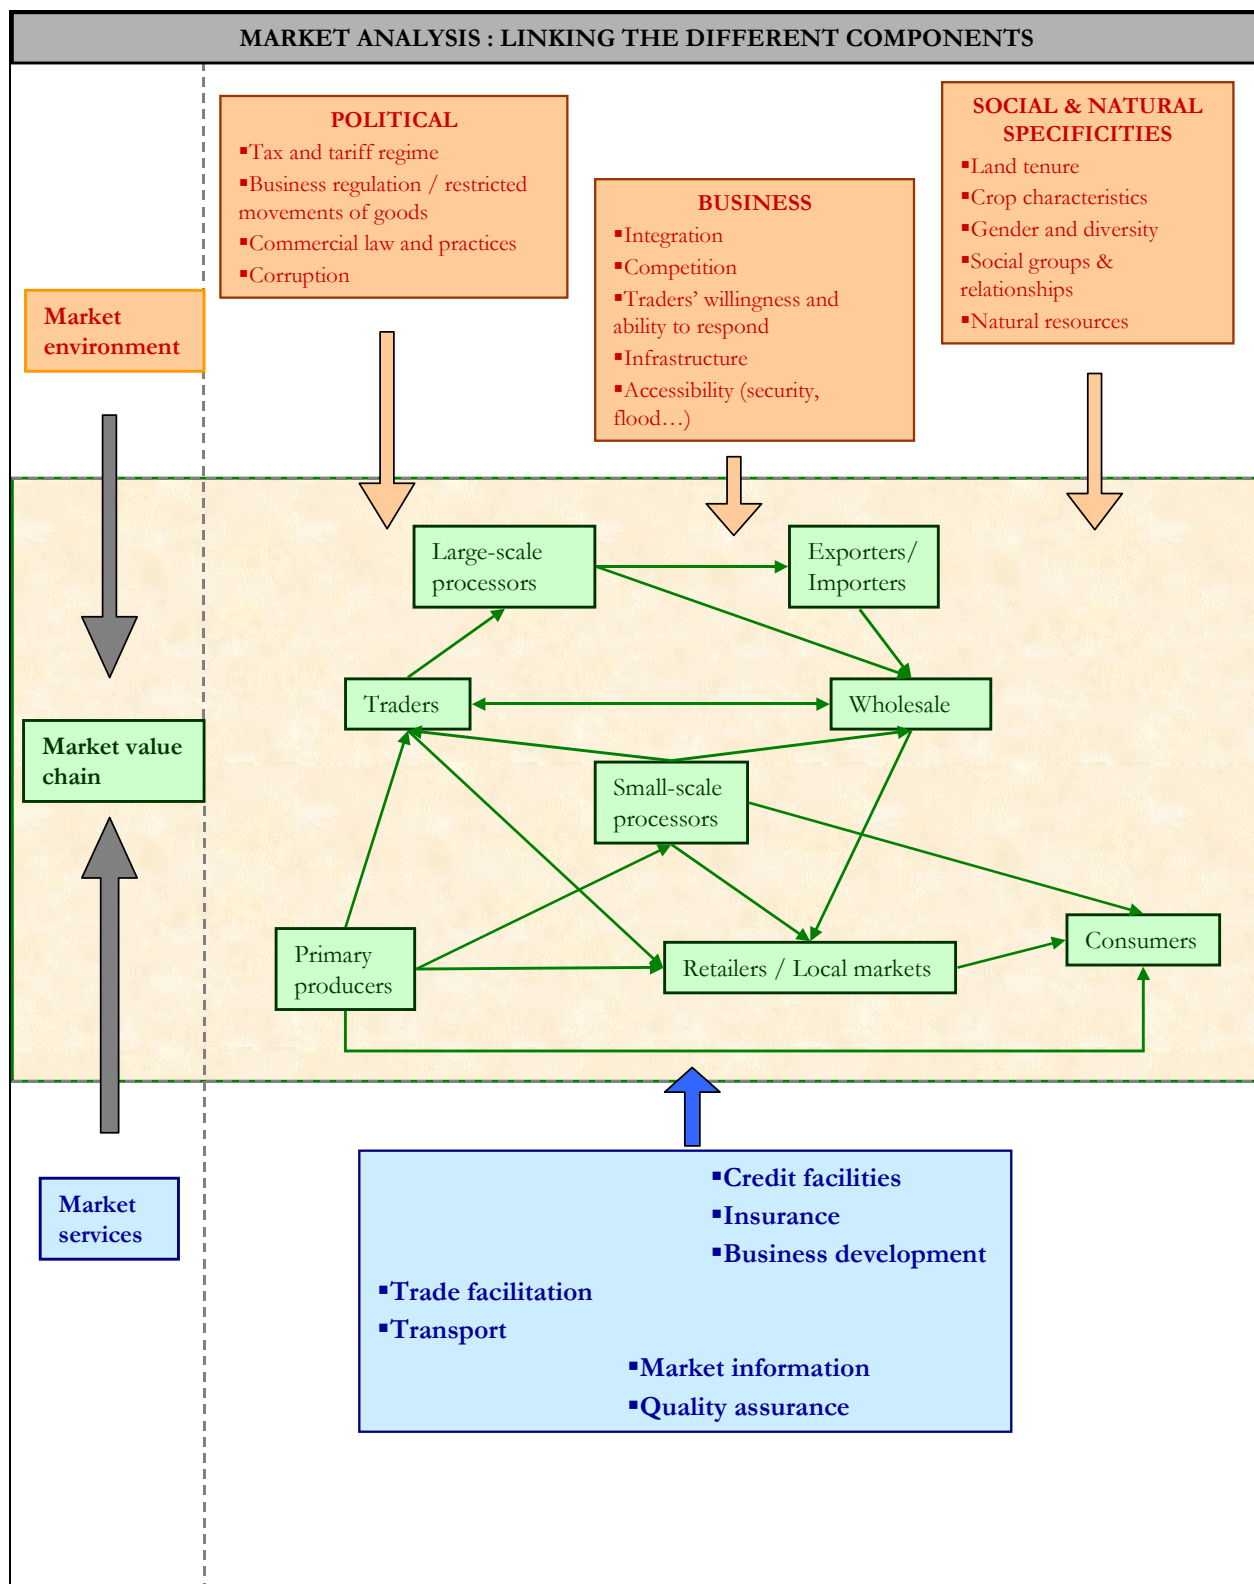 MARKET ANALYSIS : LINKING THE DIFFERENT COMPONENTS
POLITICAL
▪Tax and tariff regime
▪Business regulation / restricted
movements of goods
▪Commercial law and practices
▪Corruption
BUSINESS
▪Integration
▪Competition
▪Traders’ willingness and
ability to respond
▪Infrastructure
▪Accessibility (security,
flood…)
SOCIAL & NATURAL
SPECIFICITIES
▪Land tenure
▪Crop characteristics
▪Gender and diversity
▪Social groups &
relationships
▪Natural resources
Market
environment
Large-scale
processors
Exporters/
Importers
Traders
Wholesale
Market value
chain
Small-scale
processors
Primary
producers
Retailers / Local markets
Consumers
Market
services
▪Credit facilities
▪Insurance
▪Business development
▪Trade facilitation
▪Transport
▪Market information
▪Quality assurance